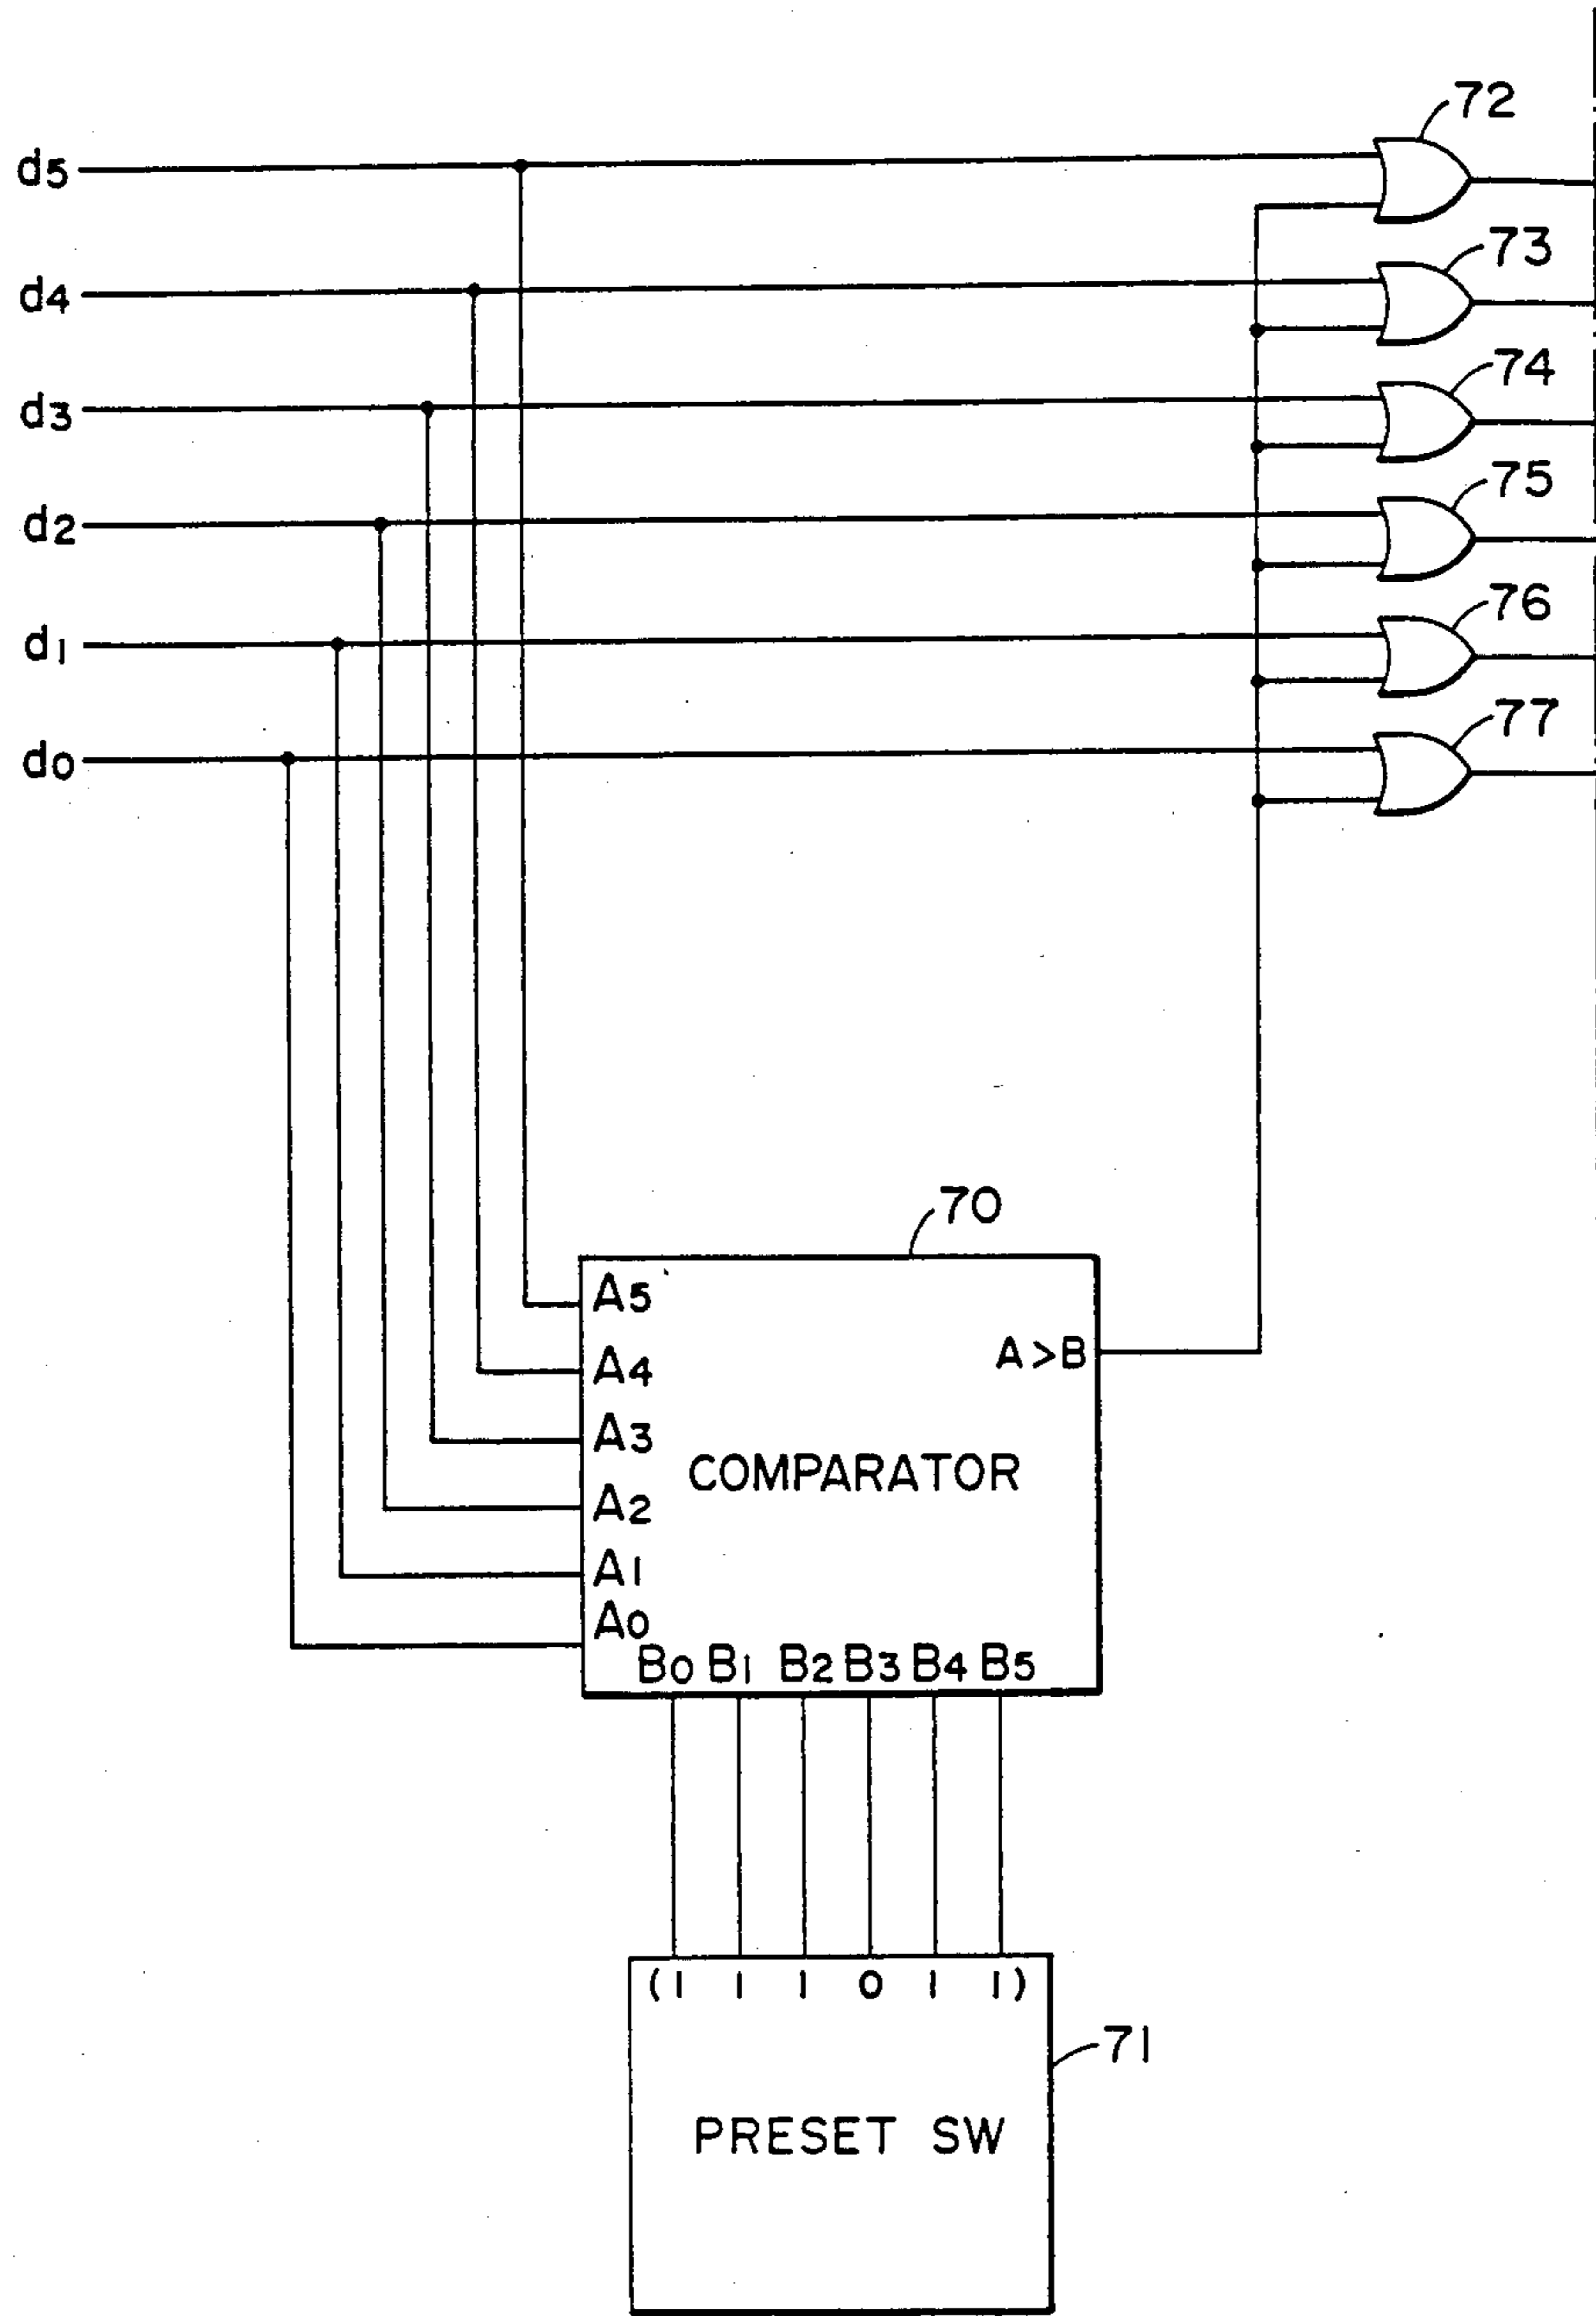 72
d5
73
d4
74
d3
75
d2
76
d1
77
d0
70
A5
A4
A>B
A3
COMPARATOR
A2
A1
A0
B0 B1 B2 B3 B4 B5
(1 1 1 0 1 1)
71
PRESET SW